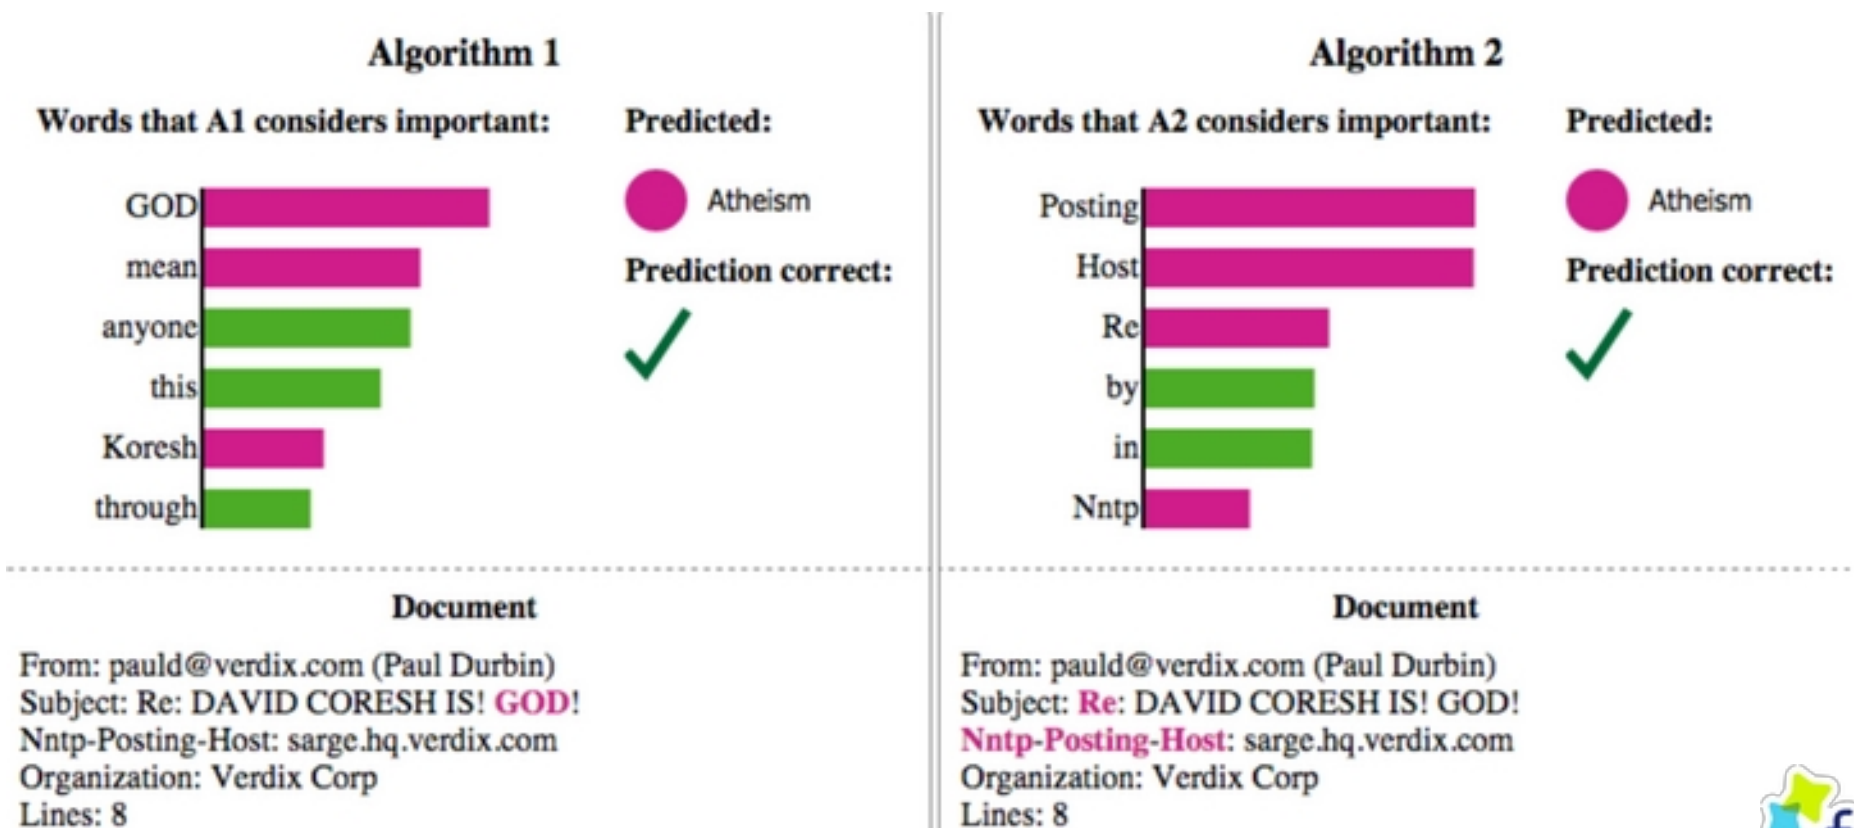 Algorithm 1
Words that A1 considers important:
Predicted:
GOD
Atheism
mean
Prediction correct:
anyone
this
Koresh
through
Document
From: pauld@verdix.com (Paul Durbin)
Subject: Re: DAVID CORESH IS! GOD!
Nntp-Posting-Host: sarge.hq.verdix.com
Organization: Verdix Corp
Lines: 8
Algorithm 2
Words that A2 considers important:
Predicted:
Posting
Atheism
Host
Prediction correct:
Re
by
in
Nntp
Document
From: pauld@verdix.com (Paul Durbin)
Subject: Re: DAVID CORESH IS! GOD!
Nntp-Posting-Host: sarge.hq.verdix.com
Organization: Verdix Corp
Lines: 8